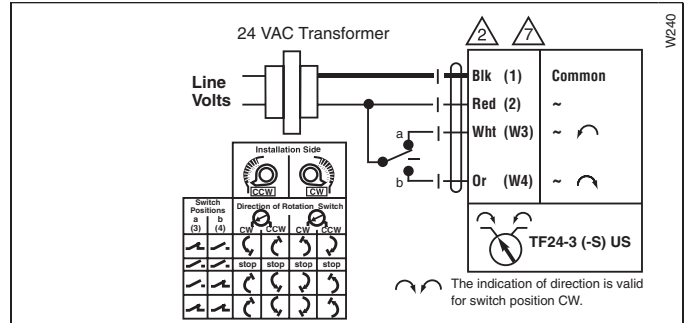 W240
24 VAC Transformer
2 7
Line
Volts
Blk (1) Common
Red (2) ~
a Wht (W3) ~
b Or (W4) ~
Installation Side
CCW CW
Switch
Positions
a b
(3) (4)
Direction of Rotation Switch
CW CCW CW CCW
stop stop stop stop
TF24-3 (-S) US
The indication of direction is valid
for switch position CW.